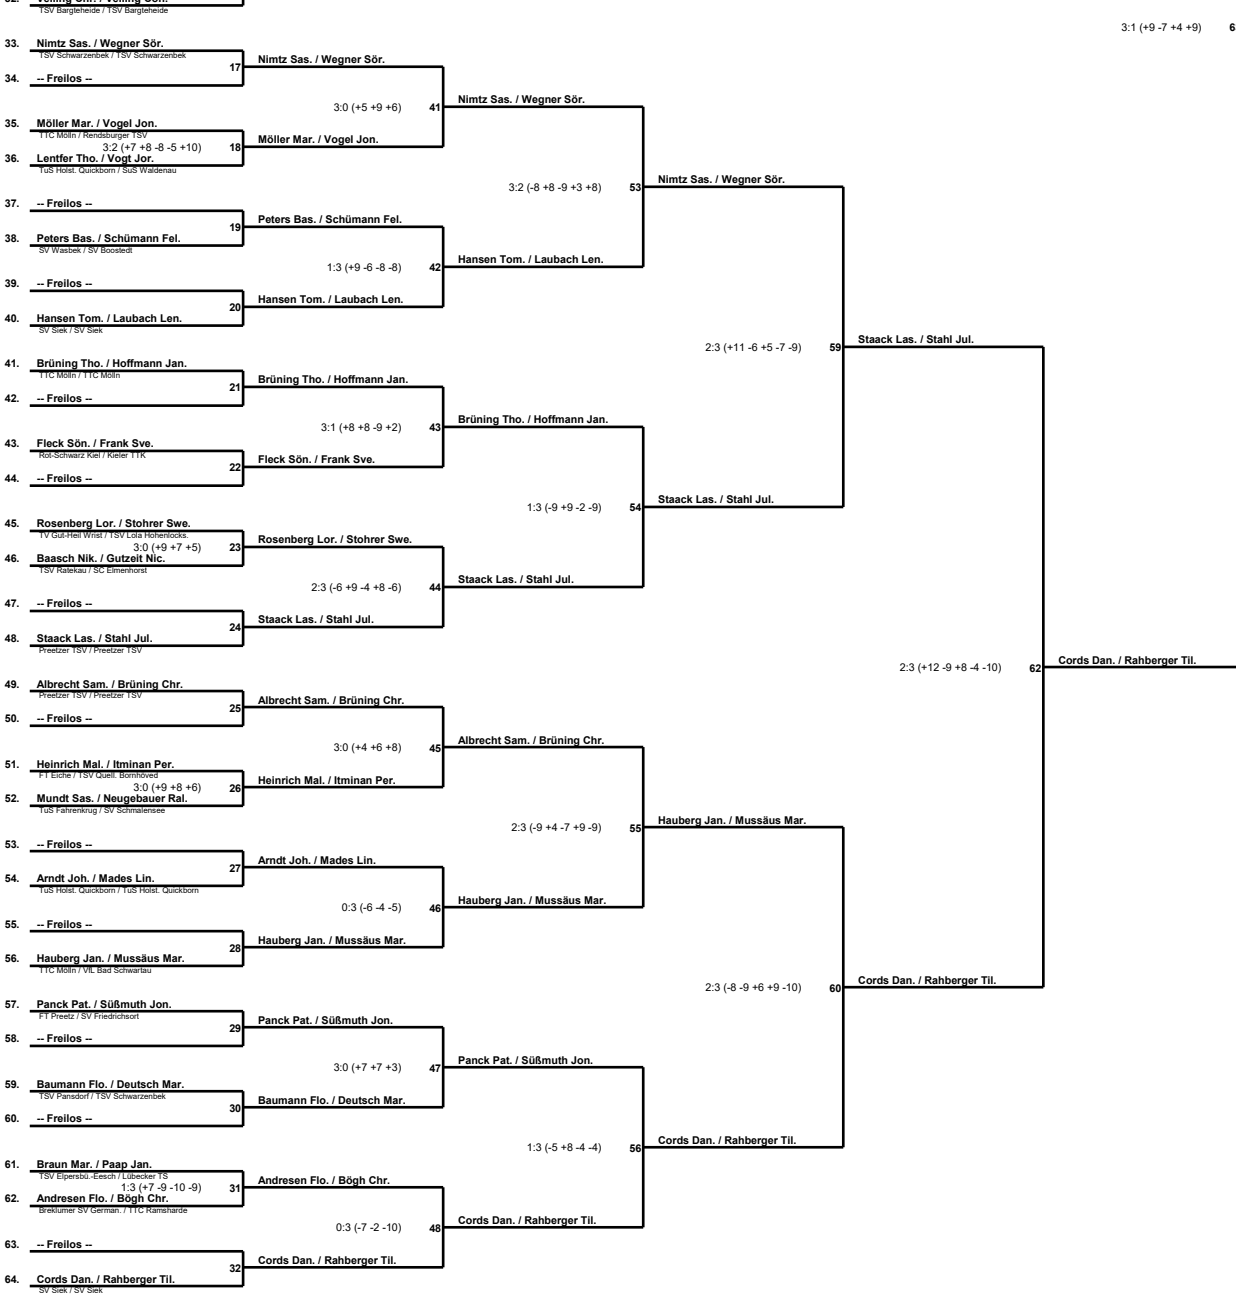 TSV Bargteheide / TSV Bargteheide
3:1 (+9 -7 +4 +9)
33. Nimtz Sas. / Wegner Sör.
TSV Schwarzenbek / TSV Schwarzenbek
17 Nimtz Sas. / Wegner Sör.
34. -- Freilos --
3:0 (+5 +9 +6) 41 Nimtz Sas. / Wegner Sör.
35. Möller Mar. / Vogel Jon.
TTC Mölln / Rendsburger TSV
3:2 (+7 +8 -8 -5 +10) 18 Möller Mar. / Vogel Jon.
36. Lentfer Tho. / Vogt Jor.
TuS Holst. Quickborn / SuS Waldenau
3:2 (-8 +8 -9 +3 +8) 53 Nimtz Sas. / Wegner Sör.
37. -- Freilos --
19 Peters Bas. / Schümann Fel.
38. Peters Bas. / Schümann Fel.
SV Wasbek / SV Boostedt
1:3 (+9 -6 -8 -8) 42 Hansen Tom. / Laubach Len.
39. -- Freilos --
20 Hansen Tom. / Laubach Len.
40. Hansen Tom. / Laubach Len.
SV Siek / SV Siek
2:3 (+11 -6 +5 -7 -9) 59 Staack Las. / Stahl Jul.
41. Brüning Tho. / Hoffmann Jan.
TTC Mölln / TTC Mölln
21 Brüning Tho. / Hoffmann Jan.
42. -- Freilos --
3:1 (+8 +8 -9 +2) 43 Brüning Tho. / Hoffmann Jan.
43. Fleck Sön. / Frank Sve.
Rot-Schwarz Kiel / Kieler TTK
22 Fleck Sön. / Frank Sve.
44. -- Freilos --
1:3 (-9 +9 -2 -9) 54 Staack Las. / Stahl Jul.
45. Rosenberg Lor. / Stohrer Swe.
TV Gut-Heil Wrist / TSV Lola Hohenlocks.
3:0 (+9 +7 +5) 23 Rosenberg Lor. / Stohrer Swe.
46. Baasch Nik. / Gutzeit Nic.
TSV Ratekau / SC Elmenhorst
2:3 (-6 +9 -4 +8 -6) 44 Staack Las. / Stahl Jul.
47. -- Freilos --
24 Staack Las. / Stahl Jul.
48. Staack Las. / Stahl Jul.
Preetzer TSV / Preetzer TSV
2:3 (+12 -9 +8 -4 -10) 62 Cords Dan. / Rahberger Til.
49. Albrecht Sam. / Brüning Chr.
Preetzer TSV / Preetzer TSV
25 Albrecht Sam. / Brüning Chr.
50. -- Freilos --
3:0 (+4 +6 +8) 45 Albrecht Sam. / Brüning Chr.
51. Heinrich Mal. / Itminan Per.
FT Eiche / TSV Quell. Bornhöved
3:0 (+9 +8 +6) 26 Heinrich Mal. / Itminan Per.
52. Mundt Sas. / Neugebauer Ral.
TuS Fahrenkrug / SV Schmalensee
2:3 (-9 +4 -7 +9 -9) 55 Hauberg Jan. / Mussäus Mar.
53. -- Freilos --
27 Arndt Joh. / Mades Lin.
54. Arndt Joh. / Mades Lin.
TuS Holst. Quickborn / TuS Holst. Quickborn
0:3 (-6 -4 -5) 46 Hauberg Jan. / Mussäus Mar.
55. -- Freilos --
28 Hauberg Jan. / Mussäus Mar.
56. Hauberg Jan. / Mussäus Mar.
TTC Mölln / VfL Bad Schwartau
2:3 (-8 -9 +6 +9 -10) 60 Cords Dan. / Rahberger Til.
57. Panck Pat. / Süßmuth Jon.
FT Preetz / SV Friedrichsort
29 Panck Pat. / Süßmuth Jon.
58. -- Freilos --
3:0 (+7 +7 +3) 47 Panck Pat. / Süßmuth Jon.
59. Baumann Flo. / Deutsch Mar.
TSV Pansdorf / TSV Schwarzenbek
30 Baumann Flo. / Deutsch Mar.
60. -- Freilos --
1:3 (-5 +8 -4 -4) 56 Cords Dan. / Rahberger Til.
61. Braun Mar. / Paap Jan.
TSV Elpersbü.-Eesch / Lübecker TS
1:3 (+7 -9 -10 -9) 31 Andresen Flo. / Bögh Chr.
62. Andresen Flo. / Bögh Chr.
Breklumer SV German. / TTC Ramsharde
0:3 (-7 -2 -10) 48 Cords Dan. / Rahberger Til.
63. -- Freilos --
32 Cords Dan. / Rahberger Til.
64. Cords Dan. / Rahberger Til.
SV Siek / SV Siek